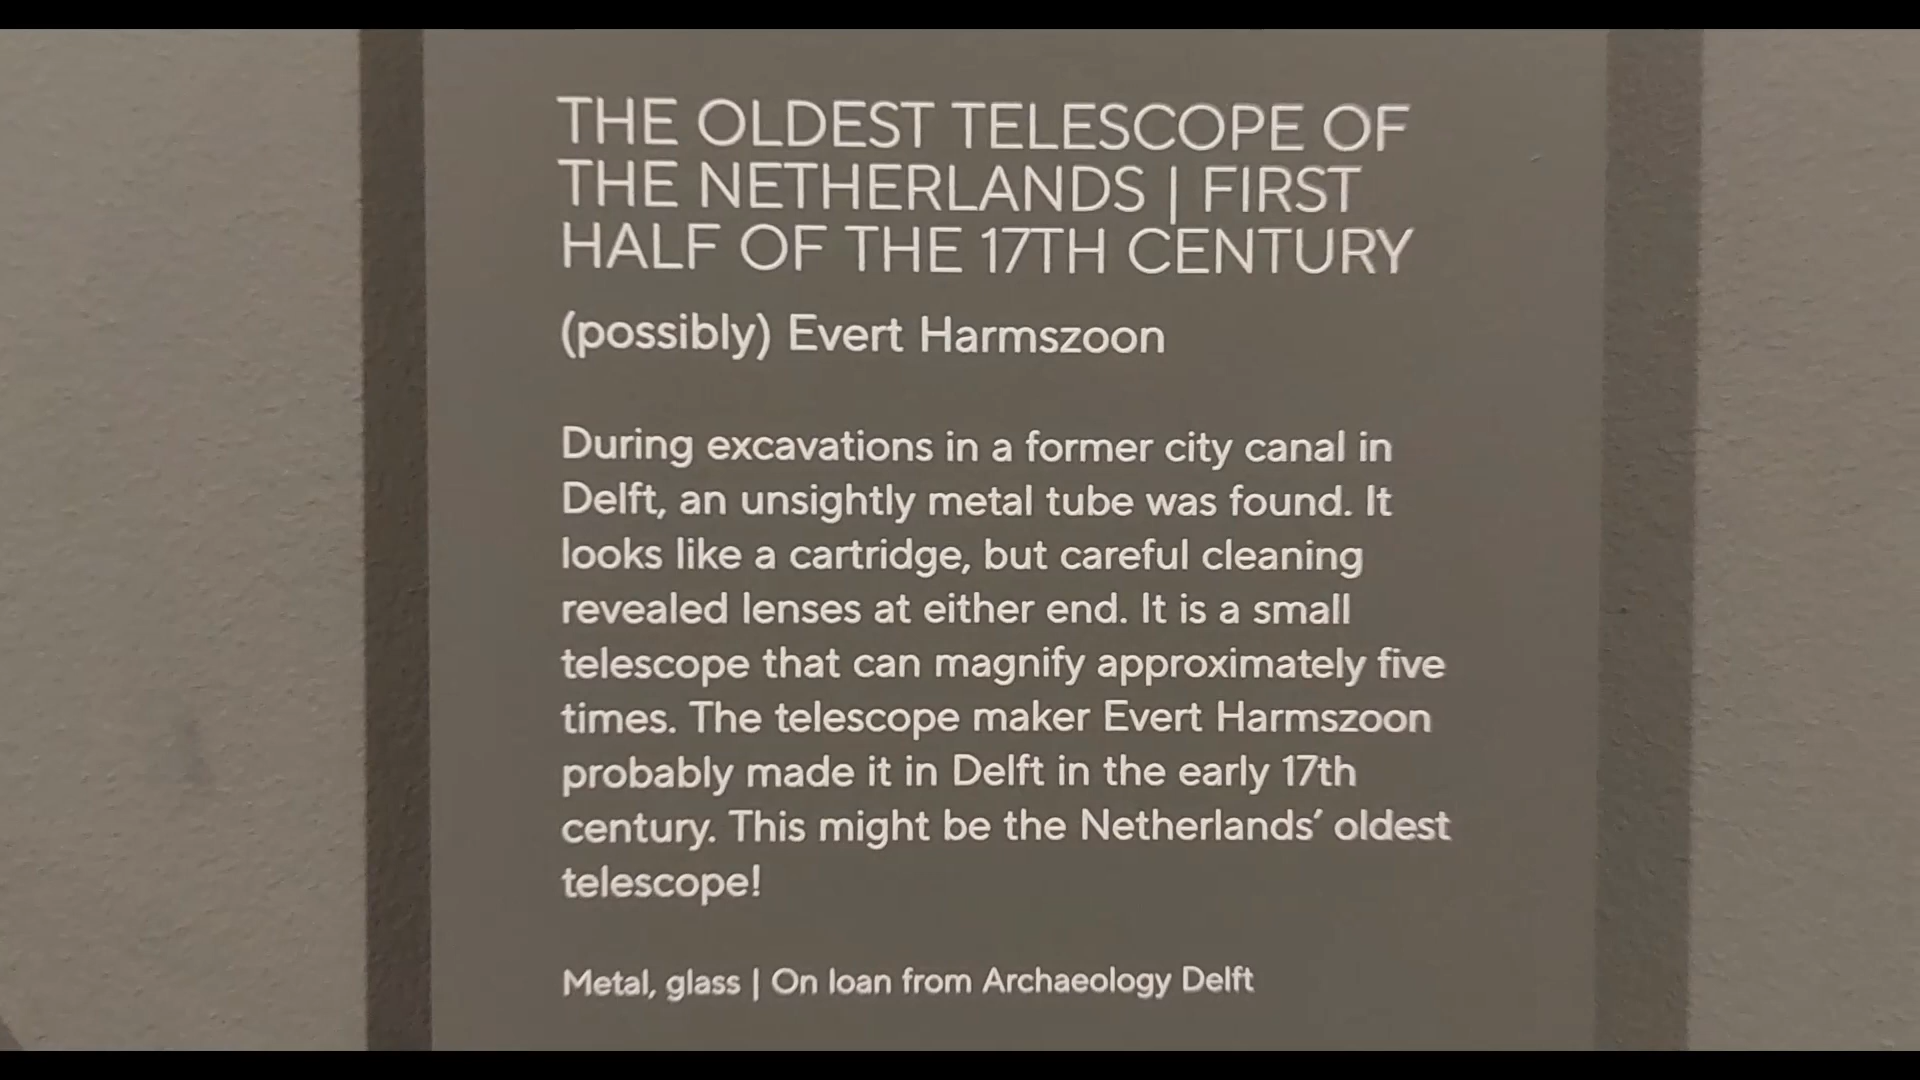 THE OLDEST TELESCOPE OF
THE NETHERLANDS | FIRST
HALF OF THE 17TH CENTURY
(possibly) Evert Harmszoon
During excavations in a former city canal in
Delft, an unsightly metal tube was found. It
looks like a cartridge, but careful cleaning
revealed lenses at either end. It is a small
telescope that can magnify approximately five
times. The telescope maker Evert Harmszoon
probably made it in Delft in the early 17th
century. This might be the Netherlands’ oldest
telescope!
Metal, glass | On loan from Archaeology Delft